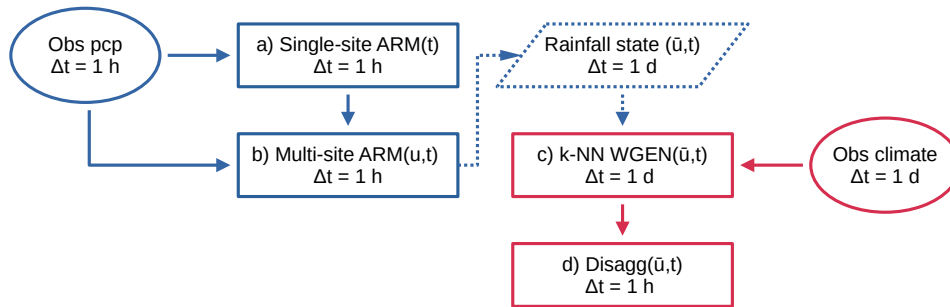 Obs pcp
Δt = 1 h
a) Single-site ARM(t)
Δt = 1 h
Rainfall state (ū,t)
Δt = 1 d
b) Multi-site ARM(u,t)
Δt = 1 h
c) k-NN WGEN(ū,t)
Δt = 1 d
Obs climate
Δt = 1 d
d) Disagg(ū,t)
Δt = 1 h